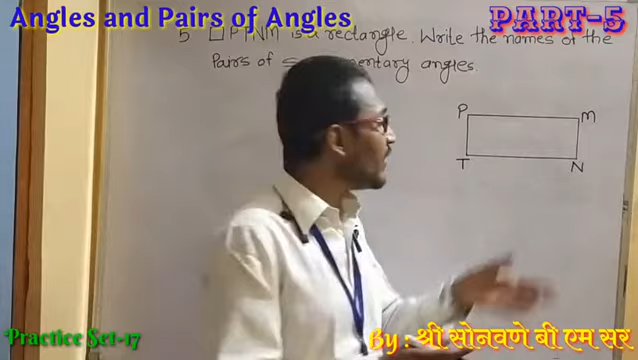 Angles and Pairs of Angles
PART-5
5 □PTNM is a rectangle. Write the names of the
Pairs of angles.
P
M
T
N
Practice Set-17
By : श्री सोनवणे बी एम सर